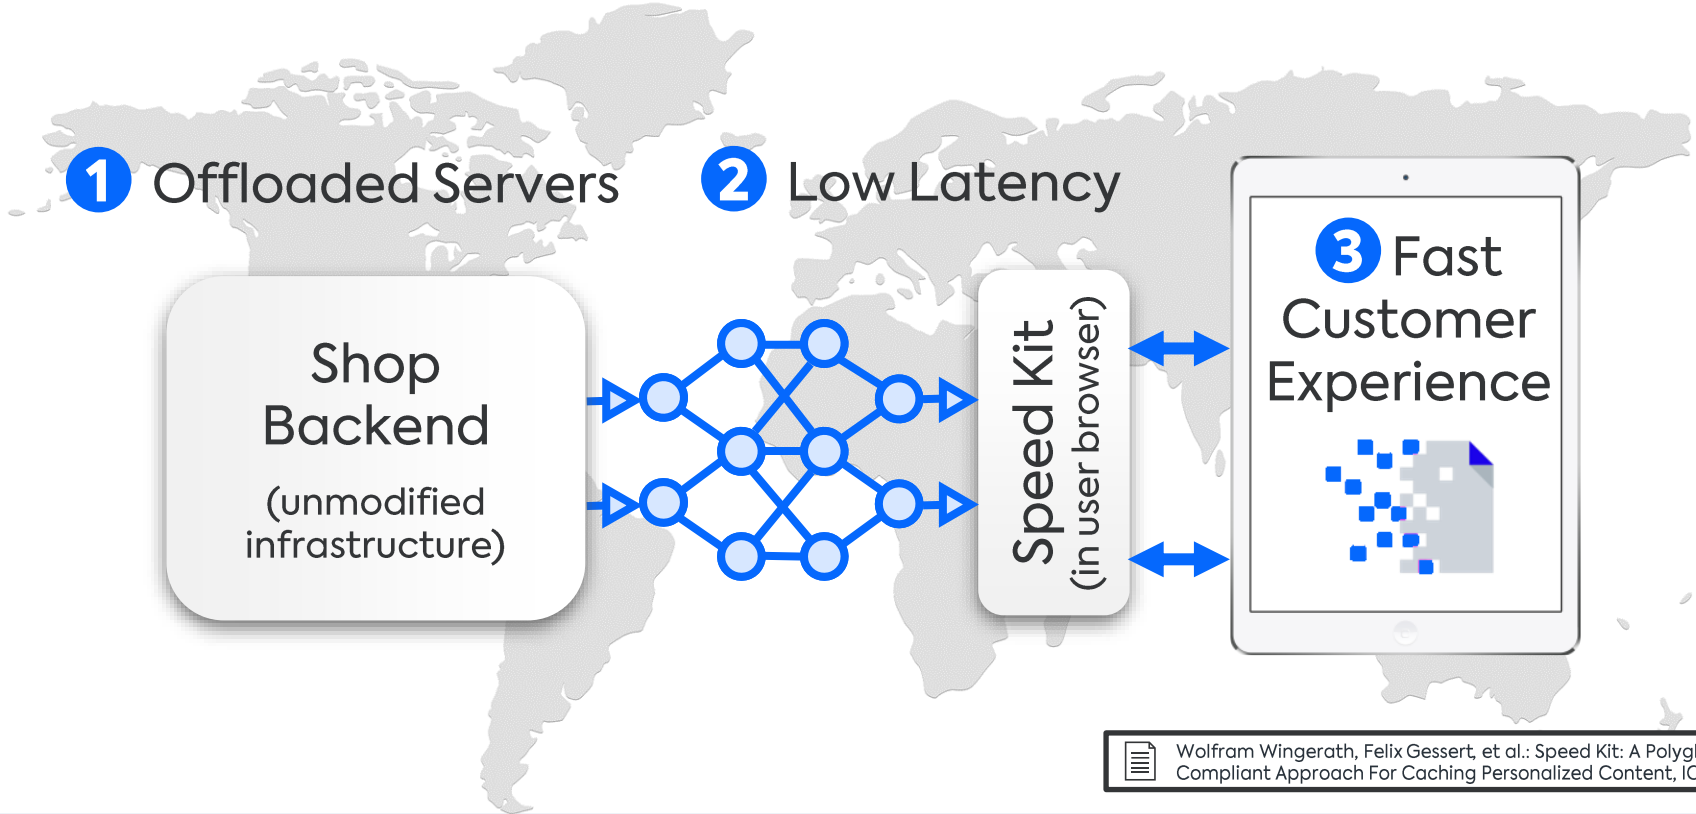 1 Offloaded Servers
2 Low Latency
Shop
Backend
(unmodified
infrastructure)
Speed Kit
(in user browser)
3 Fast
Customer
Experience
Wolfram Wingerath, Felix Gessert, et al.: Speed Kit: A
Compliant Approach For Caching Personalized Content,